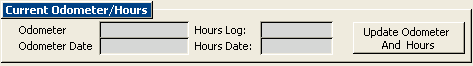 Current Odometer/Hours
Odometer Hours Log:
Odometer Date Hours Date:
Update Odometer
And Hours